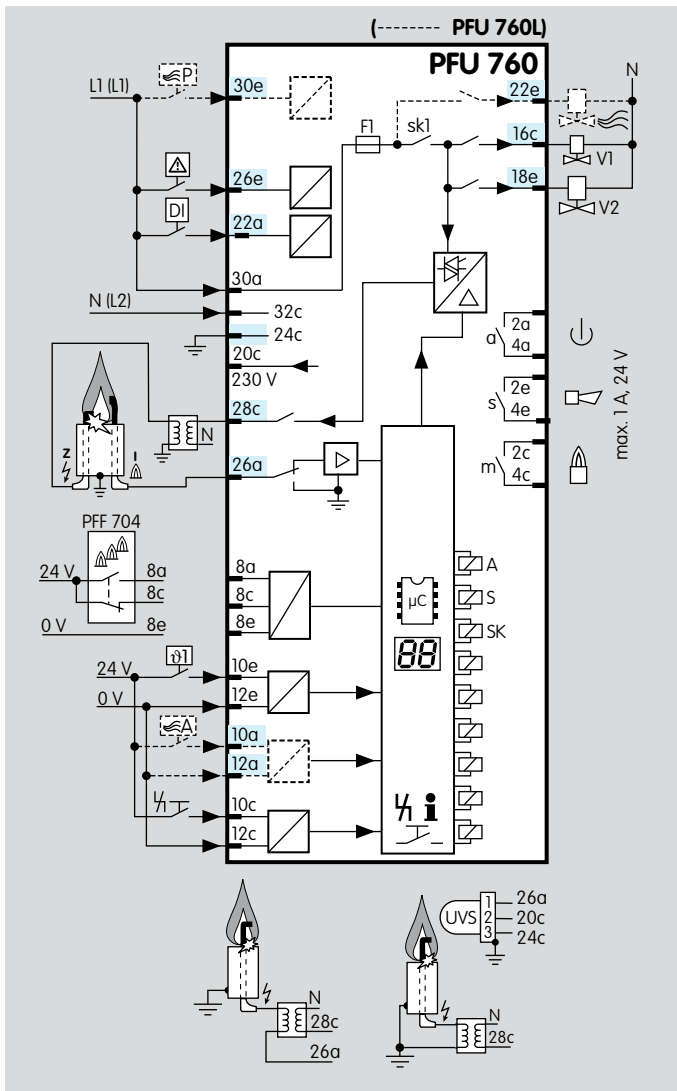 (------- PFU 760L)
PFU 760
L1 (L1)
P
30e
22e
N
F1
sk1
16c
V1
26e
18e
V2
DI
22a
30a
N (L2)
32c
24c
20c
230 V
28c
N
a
2a
4a
s
2e
4e
m
2c
4c
max. 1 A, 24 V
Z
I
26a
PFF 704
24 V
8a
8c
0 V
8e
8a
8c
8e
µC
88
A
S
SK
ϑ1
24 V
10e
0 V
12e
A
10a
12a
10c
12c
i
N
28c
26a
UVS
1
2
3
26a
20c
24c
N
28c